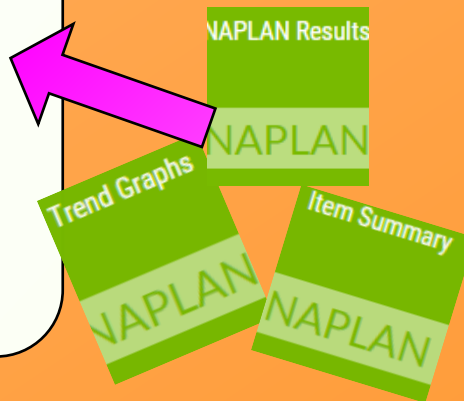 NAPLAN Results
NAPLAN
Trend Graphs
NAPLAN
Item Summary
NAPLAN